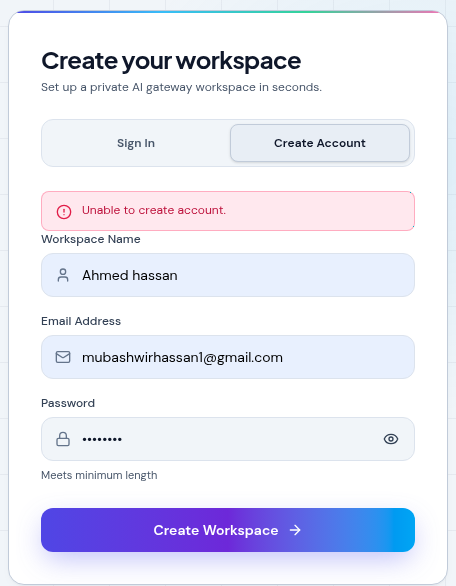 Create your workspace
Set up a private AI gateway workspace in seconds.
Sign In
Create Account
Unable to create account.
Workspace Name
Ahmed hassan
Email Address
mubashwirhassan1@gmail.com
Password
••••••••
Meets minimum length
Create Workspace →